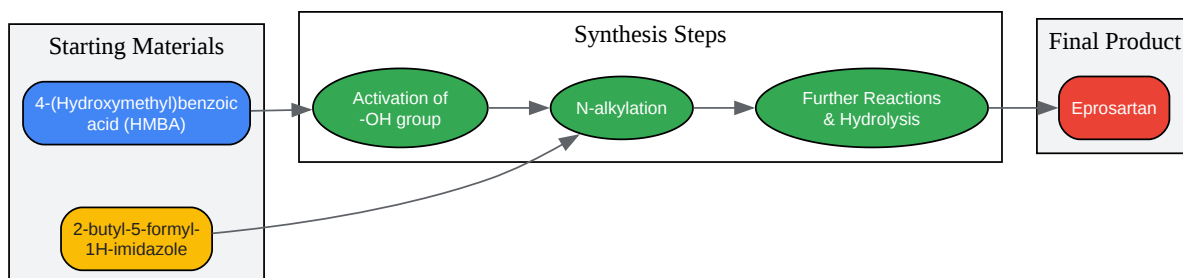 Starting Materials
4-(Hydroxymethyl)benzoic
acid (HMBA)
2-butyl-5-formyl-
1H-imidazole
Synthesis Steps
Activation of
-OH group
N-alkylation
Further Reactions
& Hydrolysis
Final Product
Eprosartan